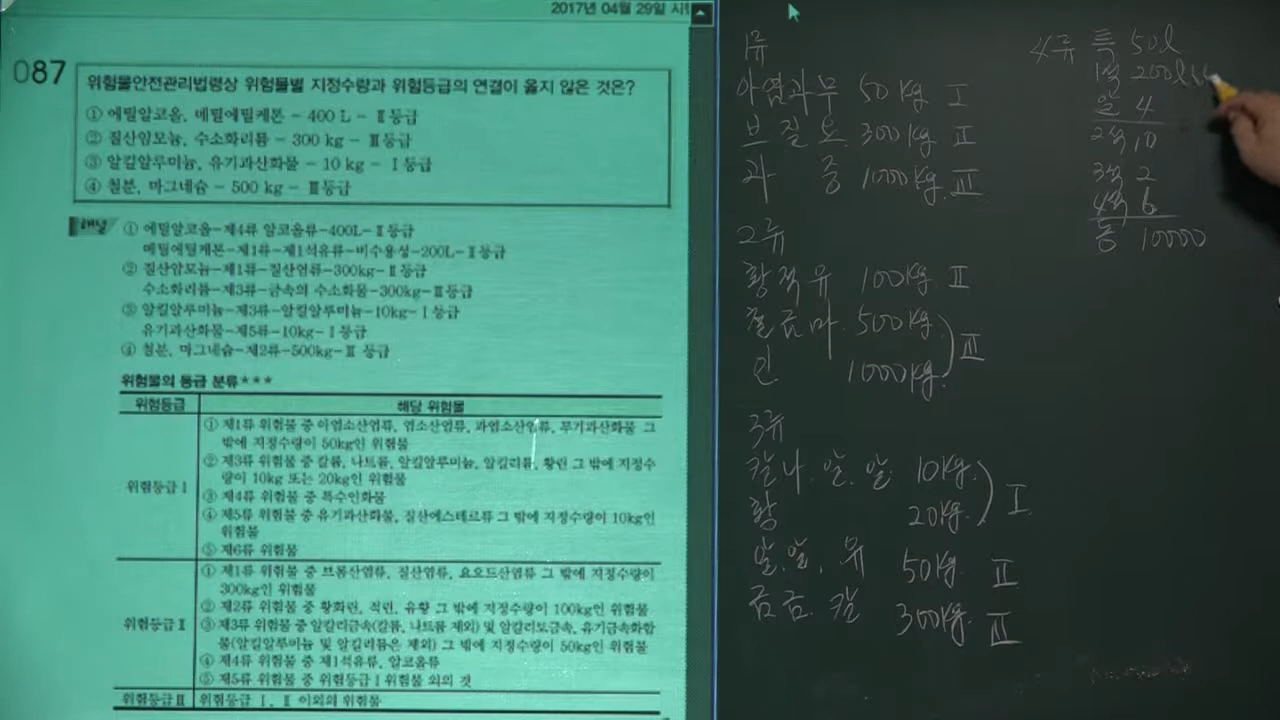 2017년 04월 29일 시
087
위험물안전관리법령상 위험물별 지정수량과 위험등급의 연결이 옳지 않은 것은?
① 에틸알코올, 메틸에틸케톤 - 400 L - Ⅱ등급
② 질산암모늄, 수소화리튬 - 300 kg - Ⅲ등급
③ 알킬알루미늄, 유기과산화물 - 10 kg - Ⅰ등급
④ 철분, 마그네슘 - 500 kg - Ⅲ등급
해설
① 에틸알코올-제4류 알코올류-400L-Ⅱ등급
메틸에틸케톤-제1류-제1석유류-비수용성-200L-Ⅱ등급
② 질산암모늄-제1류-질산염류-300kg-Ⅱ등급
수소화리튬-제3류-금속의 수소화물-300kg-Ⅲ등급
③ 알킬알루미늄-제3류-알킬알루미늄-10kg-Ⅰ등급
유기과산화물-제5류-10kg-Ⅰ등급
④ 철분, 마그네슘-제2류-500kg-Ⅲ 등급
위험물의 등급 분류★★★
위험등급 해당 위험물
위험등급 Ⅰ
① 제1류 위험물 중 아염소산염류, 염소산염류, 과염소산염류, 무기과산화물 그
밖에 지정수량이 50kg인 위험물
② 제3류 위험물 중 칼륨, 나트륨, 알킬알루미늄, 알킬리튬, 황린 그 밖에 지정수
량이 10kg 또는 20kg인 위험물
③ 제4류 위험물 중 특수인화물
④ 제5류 위험물 중 유기과산화물, 질산에스테르류 그 밖에 지정수량이 10kg인
위험물
⑤ 제6류 위험물
위험등급 Ⅱ
① 제1류 위험물 중 브롬산염류, 질산염류, 요오드산염류 그 밖에 지정수량이
300kg인 위험물
② 제2류 위험물 중 황화린, 적린, 유황 그 밖에 지정수량이 100kg인 위험물
③ 제3류 위험물 중 알칼리금속(칼륨, 나트륨 제외) 및 알칼리토금속, 유기금속화합
물(알킬알루미늄 및 알킬리튬은 제외) 그 밖에 지정수량이 50kg인 위험물
④ 제4류 위험물 중 제1석유류, 알코올류
⑤ 제5류 위험물 중 위험등급 Ⅰ 위험물 외의 것
위험등급 Ⅲ 위험등급 Ⅰ, Ⅱ 이외의 위험물
1류
아염과무 50kg Ⅰ
브질요 300kg Ⅱ
과 중 1000kg Ⅲ
2류
황적유 100kg Ⅱ
철금마 500kg
인 1000kg Ⅲ
3류
칼나알알 10kg
황 20kg Ⅰ
알.알.유 50kg Ⅱ
금금.칼 300kg Ⅲ
4류 특 50l
1석 200l
알 4
2석 10
3석 2
4석 6
동 10000